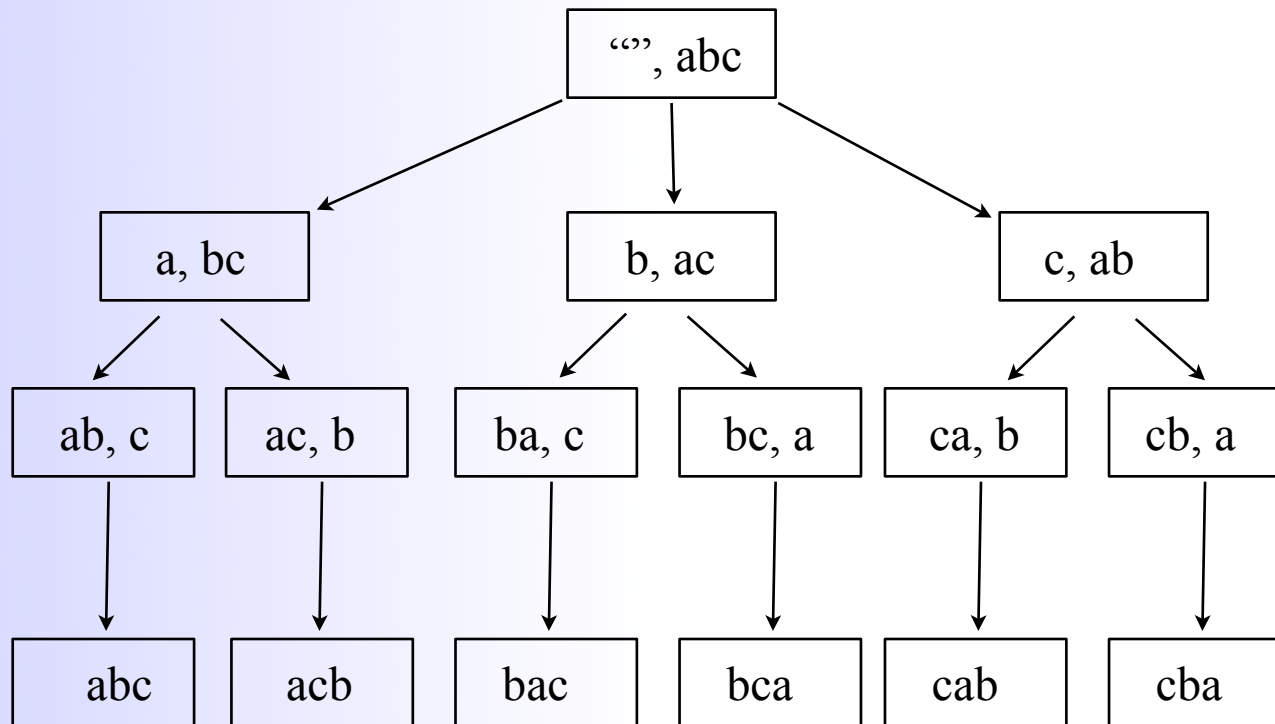 “”, abc
a, bc
b, ac
c, ab
ab, c
ac, b
ba, c
bc, a
ca, b
cb, a
abc
acb
bac
bca
cab
cba